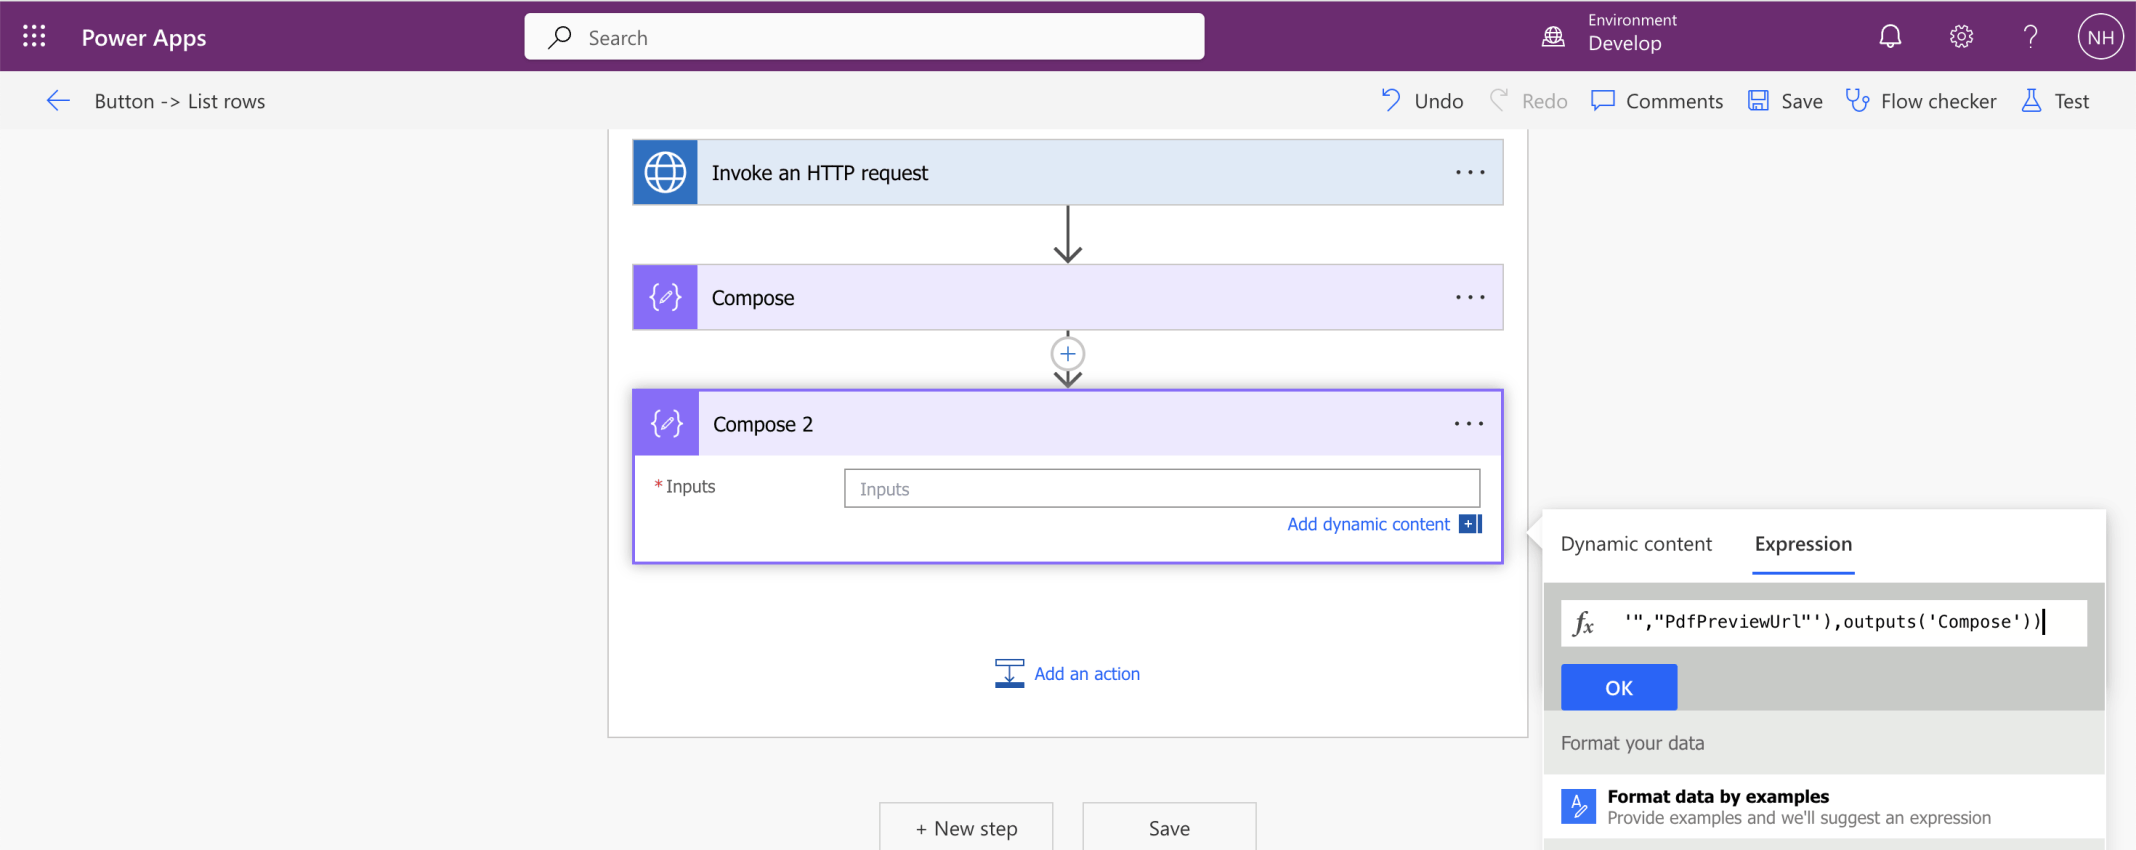 Power Apps
Search
Environment
Develop
?
NH
Button -> List rows
Undo
Redo
Comments
Save
Flow checker
Test
Invoke an HTTP request
...
Compose
...
+
Compose 2
...
* Inputs
Inputs
Add dynamic content
Dynamic content
Expression
fx
'","PdfPreviewUrl"'),outputs('Compose'))
OK
Add an action
Format your data
Format data by examples
Provide examples and we'll suggest an expression
+ New step
Save